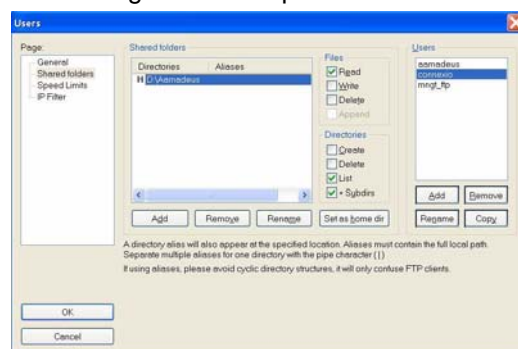 Users
Page:
General
Shared folders
Speed Limits
IP Filter
Shared folders
Directories Aliases
H D:\Aamadeus
Files
Read
Write
Delete
Append
Directories
Create
Delete
List
+ Subdirs
Users
aamadeus
connexio
mngt_ftp
Add Remove Rename Set as home dir
Add Remove
Rename Copy
A directory alias will also appear at the specified location. Aliases must contain the full local path.
Separate multiple aliases for one directory with the pipe character (|)
If using aliases, please avoid cyclic directory structures, it will only confuse FTP clients.
OK
Cancel